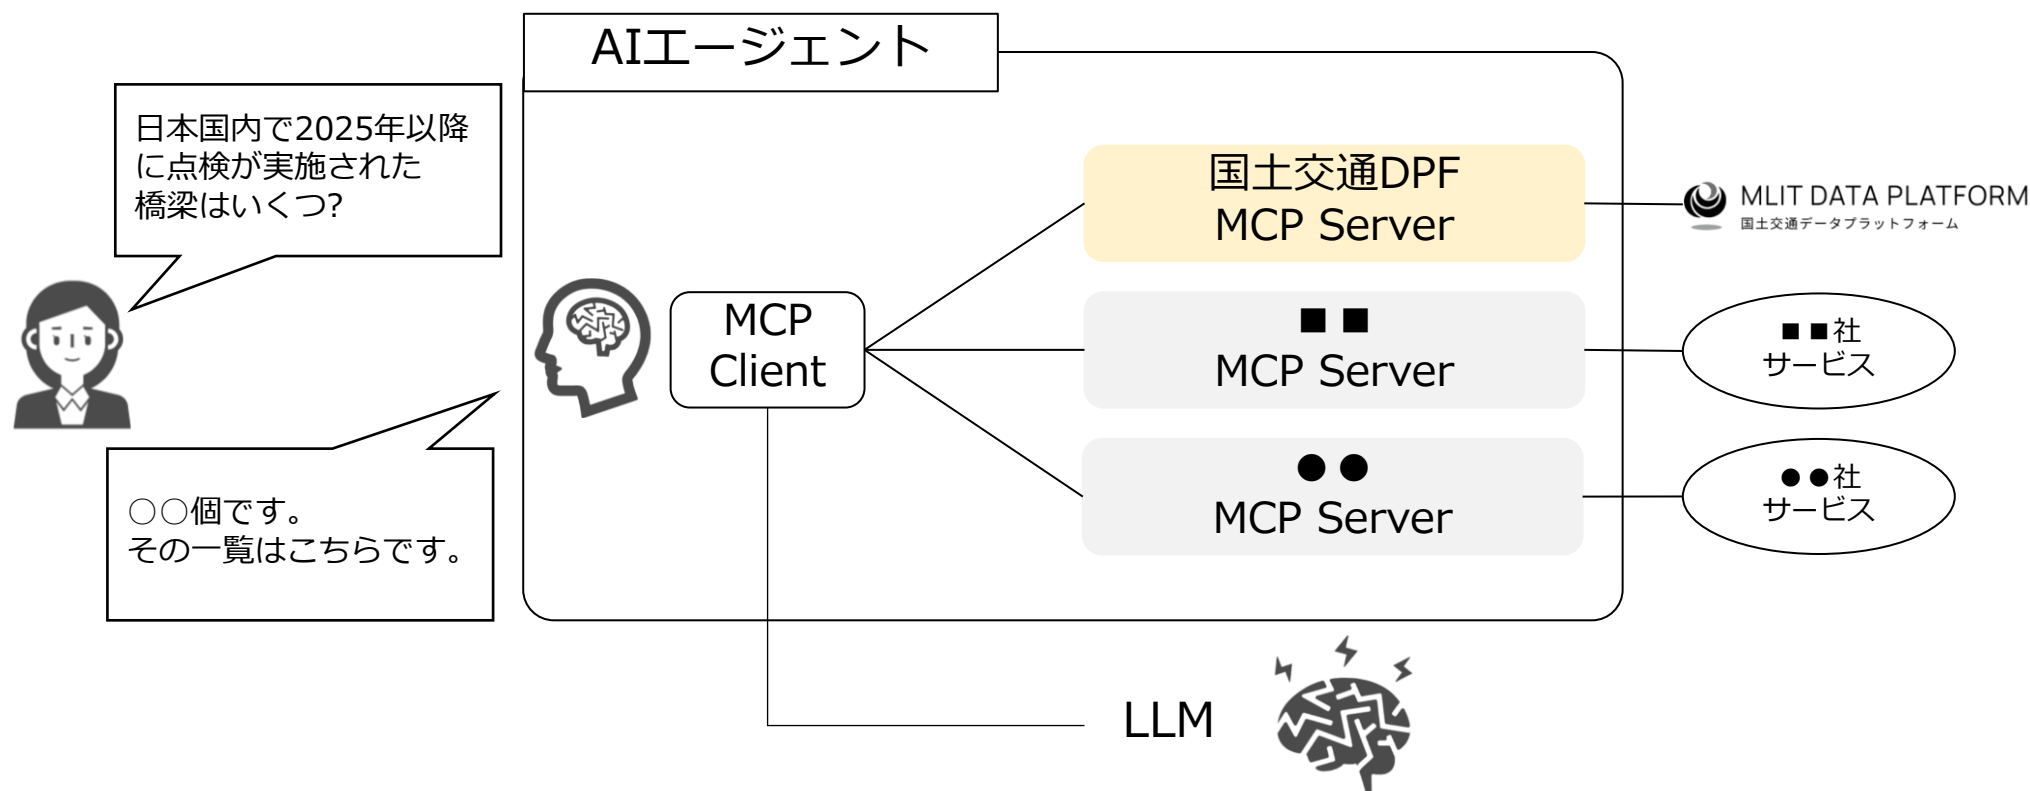 AIエージェント
日本国内で2025年以降
に点検が実施された
橋梁はいくつ?
○○個です。
その一覧はこちらです。
MCP
Client
国土交通DPF
MCP Server
■ ■
MCP Server
● ●
MCP Server
MLIT DATA PLATFORM
国土交通データプラットフォーム
■ ■社
サービス
● ●社
サービス
LLM